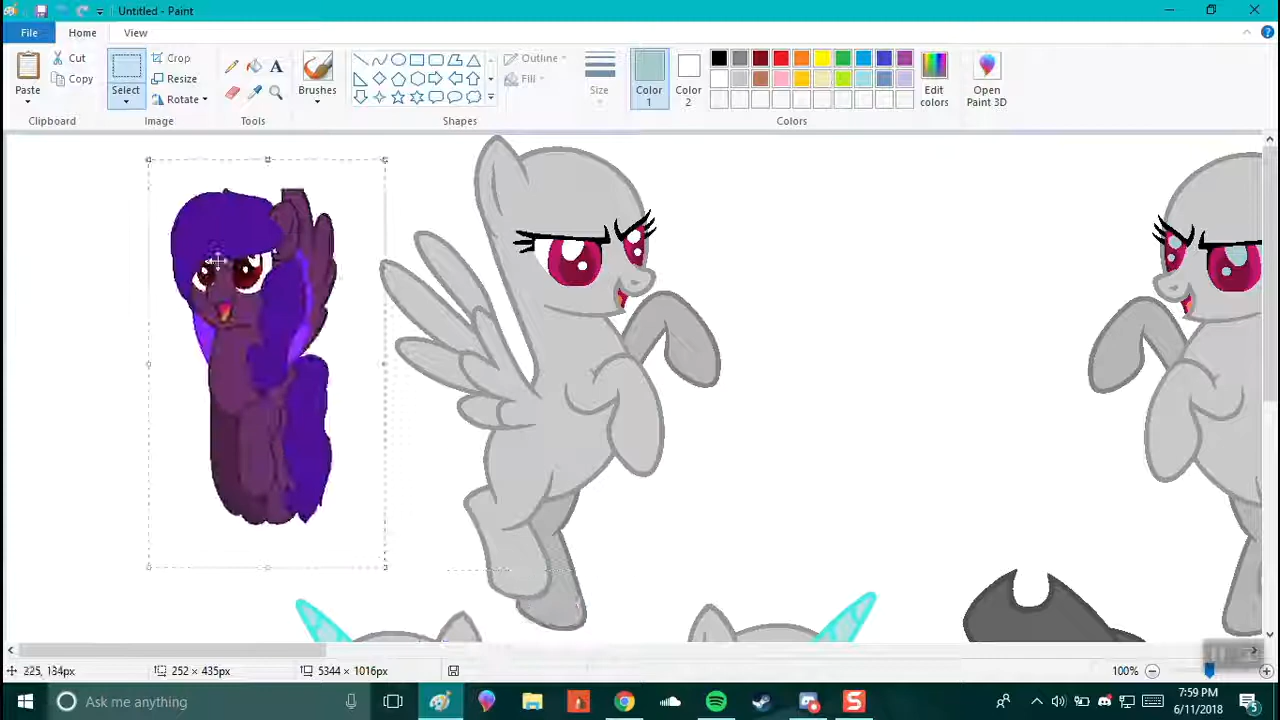 Untitled - Paint
File Home View
Paste
Cut
Copy
Clipboard
Select
Crop
Resize
Rotate
Image
A
Tools
Brushes
Outline
Fill
Shapes
Size
Color 1
Color 2
Edit colors
Open Paint 3D
Colors
225, 134px
252 × 435px
5344 × 1016px
100%
Ask me anything
7:59 PM
6/11/2018
5